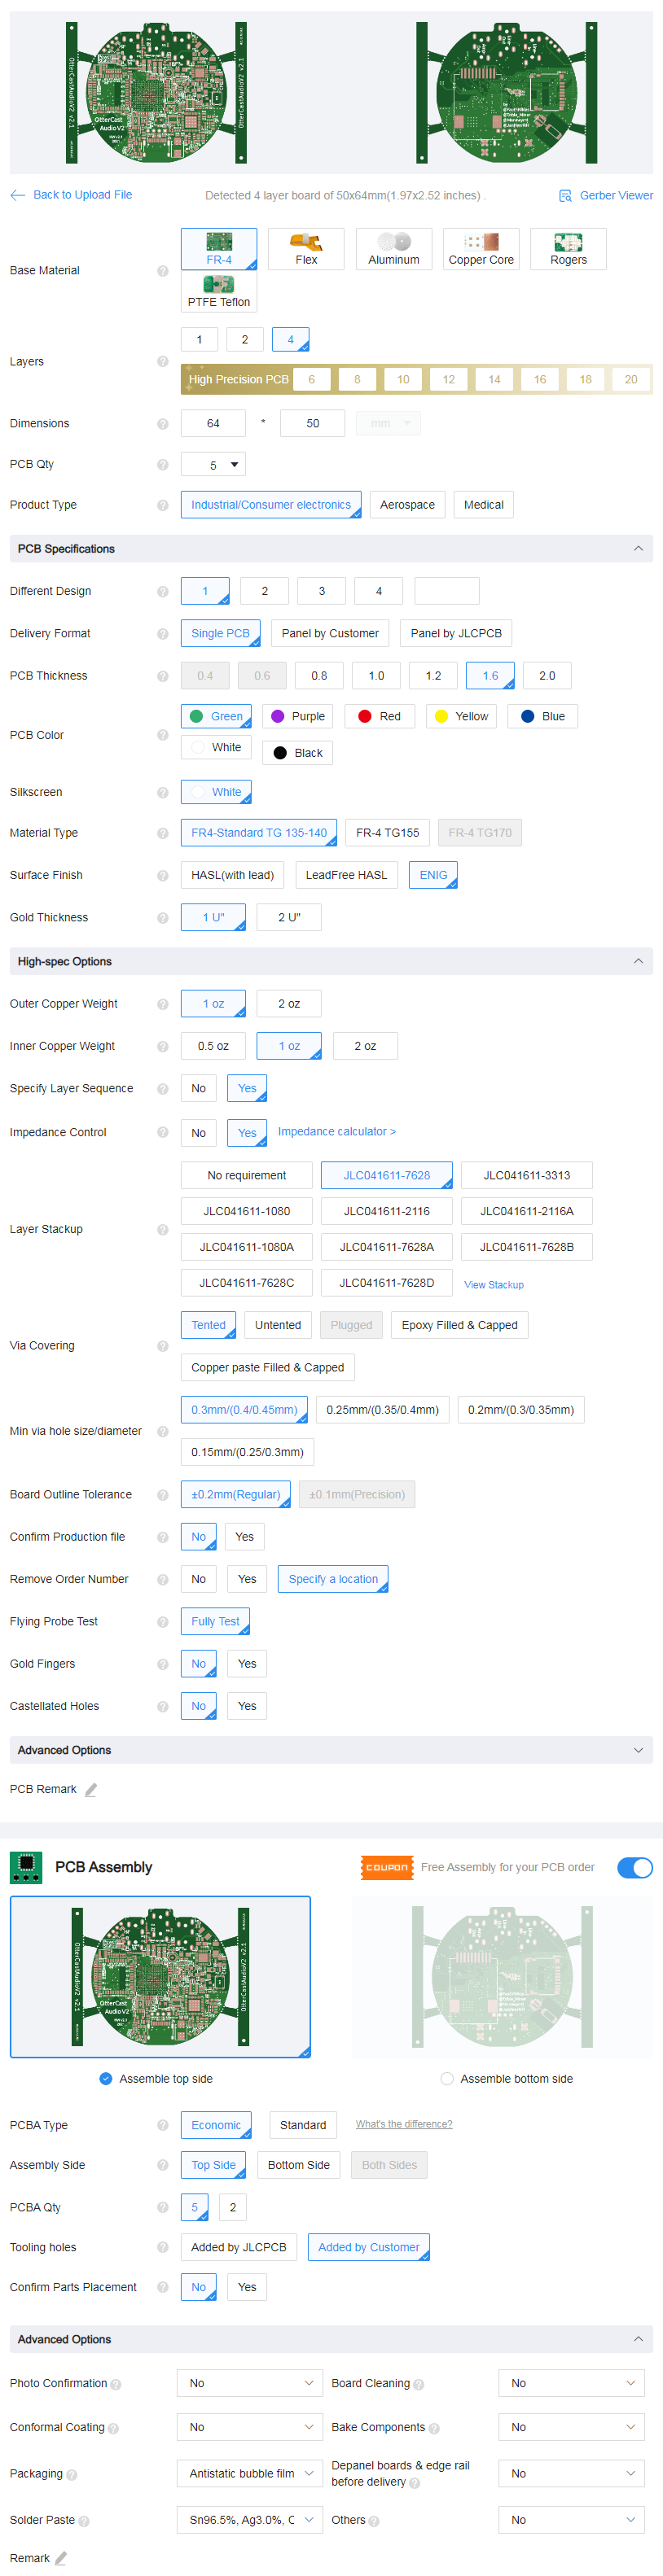 OtterCastAudioV2 v2.1
OtterCast
Audio V2
OtterCastAudioV2 v2.1
Back to Upload File
Detected 4 layer board of 50x64mm(1.97x2.52 inches) .
Gerber Viewer
Base Material
FR-4
Flex
Aluminum
Copper Core
Rogers
PTFE Teflon
Layers
1 2 4
High Precision PCB 6 8 10 12 14 16 18 20
Dimensions 64 * 50 mm
PCB Qty 5
Product Type Industrial/Consumer electronics Aerospace Medical
PCB Specifications
Different Design 1 2 3 4
Delivery Format Single PCB Panel by Customer Panel by JLCPCB
PCB Thickness 0.4 0.6 0.8 1.0 1.2 1.6 2.0
PCB Color Green Purple Red Yellow Blue
White Black
Silkscreen White
Material Type FR4-Standard TG 135-140 FR-4 TG155 FR-4 TG170
Surface Finish HASL(with lead) LeadFree HASL ENIG
Gold Thickness 1 U" 2 U"
High-spec Options
Outer Copper Weight 1 oz 2 oz
Inner Copper Weight 0.5 oz 1 oz 2 oz
Specify Layer Sequence No Yes
Impedance Control No Yes Impedance calculator >
Layer Stackup
No requirement JLC041611-7628 JLC041611-3313
JLC041611-1080 JLC041611-2116 JLC041611-2116A
JLC041611-1080A JLC041611-7628A JLC041611-7628B
JLC041611-7628C JLC041611-7628D View Stackup
Via Covering
Tented Untented Plugged Epoxy Filled & Capped
Copper paste Filled & Capped
Min via hole size/diameter
0.3mm/(0.4/0.45mm) 0.25mm/(0.35/0.4mm) 0.2mm/(0.3/0.35mm)
0.15mm/(0.25/0.3mm)
Board Outline Tolerance ±0.2mm(Regular) ±0.1mm(Precision)
Confirm Production file No Yes
Remove Order Number No Yes Specify a location
Flying Probe Test Fully Test
Gold Fingers No Yes
Castellated Holes No Yes
Advanced Options
PCB Remark
PCB Assembly
COUPON Free Assembly for your PCB order
OtterCastAudioV2 v2.1
OtterCast
Audio V2
OtterCastAudioV2 v2.1
Assemble top side
Assemble bottom side
PCBA Type Economic Standard What's the difference?
Assembly Side Top Side Bottom Side Both Sides
PCBA Qty 5 2
Tooling holes Added by JLCPCB Added by Customer
Confirm Parts Placement No Yes
Advanced Options
Photo Confirmation No Board Cleaning No
Conformal Coating No Bake Components No
Packaging Antistatic bubble film Depanel boards & edge rail before delivery No
Solder Paste Sn96.5%, Ag3.0%, C Others No
Remark